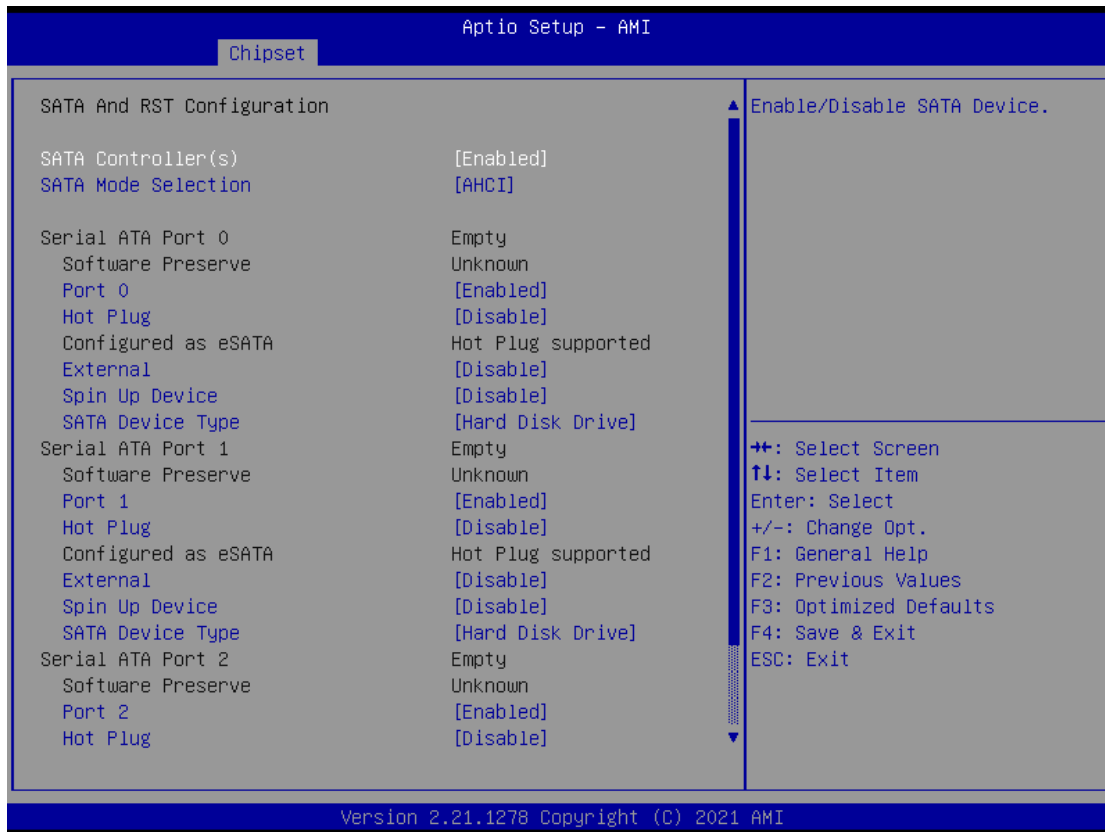 Aptio Setup – AMI
Chipset
SATA And RST Configuration
SATA Controller(s) [Enabled]
SATA Mode Selection [AHCI]
Serial ATA Port 0 Empty
Software Preserve Unknown
Port 0 [Enabled]
Hot Plug [Disable]
Configured as eSATA Hot Plug supported
External [Disable]
Spin Up Device [Disable]
SATA Device Type [Hard Disk Drive]
Serial ATA Port 1 Empty
Software Preserve Unknown
Port 1 [Enabled]
Hot Plug [Disable]
Configured as eSATA Hot Plug supported
External [Disable]
Spin Up Device [Disable]
SATA Device Type [Hard Disk Drive]
Serial ATA Port 2 Empty
Software Preserve Unknown
Port 2 [Enabled]
Hot Plug [Disable]
Enable/Disable SATA Device.
→←: Select Screen
↑↓: Select Item
Enter: Select
+/-: Change Opt.
F1: General Help
F2: Previous Values
F3: Optimized Defaults
F4: Save & Exit
ESC: Exit
Version 2.21.1278 Copyright (C) 2021 AMI